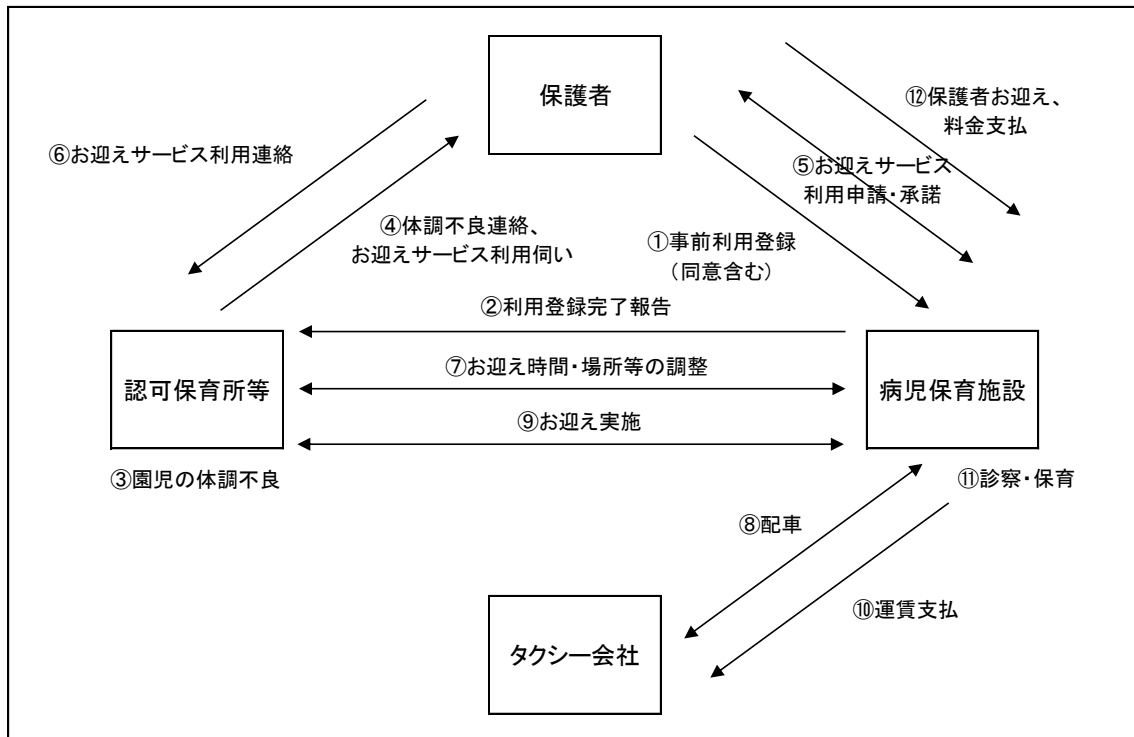 保護者
⑫保護者お迎え、
料金支払
⑥お迎えサービス利用連絡
⑤お迎えサービス
利用申請・承諾
④体調不良連絡、
お迎えサービス利用伺い
①事前利用登録
（同意含む）
②利用登録完了報告
認可保育所等
⑦お迎え時間・場所等の調整
病児保育施設
⑨お迎え実施
③園児の体調不良
⑪診察・保育
⑧配車
⑩運賃支払
タクシー会社